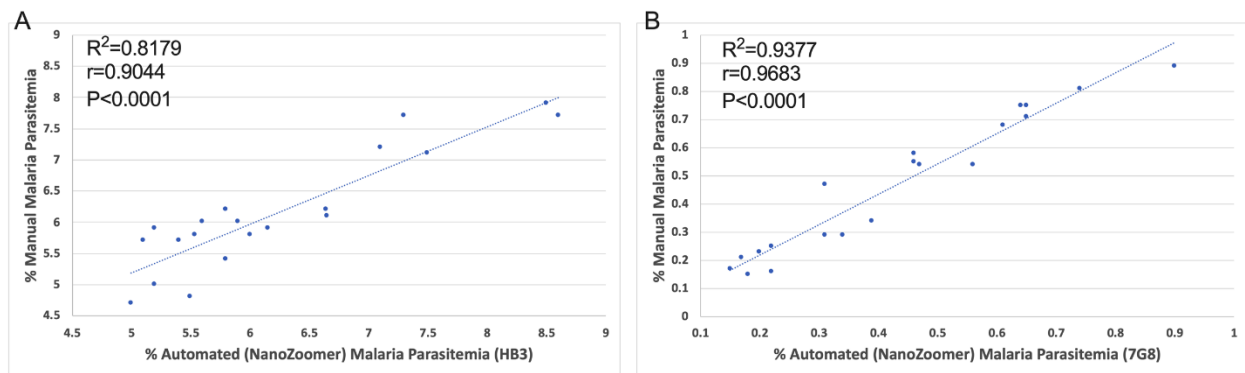 A
R²=0.8179
r=0.9044
P<0.0001
% Manual Malaria Parasitemia
9
8.5
8
7.5
7
6.5
6
5.5
5
4.5
4.5 5 5.5 6 6.5 7 7.5 8 8.5 9
% Automated (NanoZoomer) Malaria Parasitemia (HB3)
B
R²=0.9377
r=0.9683
P<0.0001
% Manual Malaria Parasitemia
1
0.9
0.8
0.7
0.6
0.5
0.4
0.3
0.2
0.1
0
0.1 0.2 0.3 0.4 0.5 0.6 0.7 0.8 0.9 1
% Automated (NanoZoomer) Malaria Parasitemia (7G8)